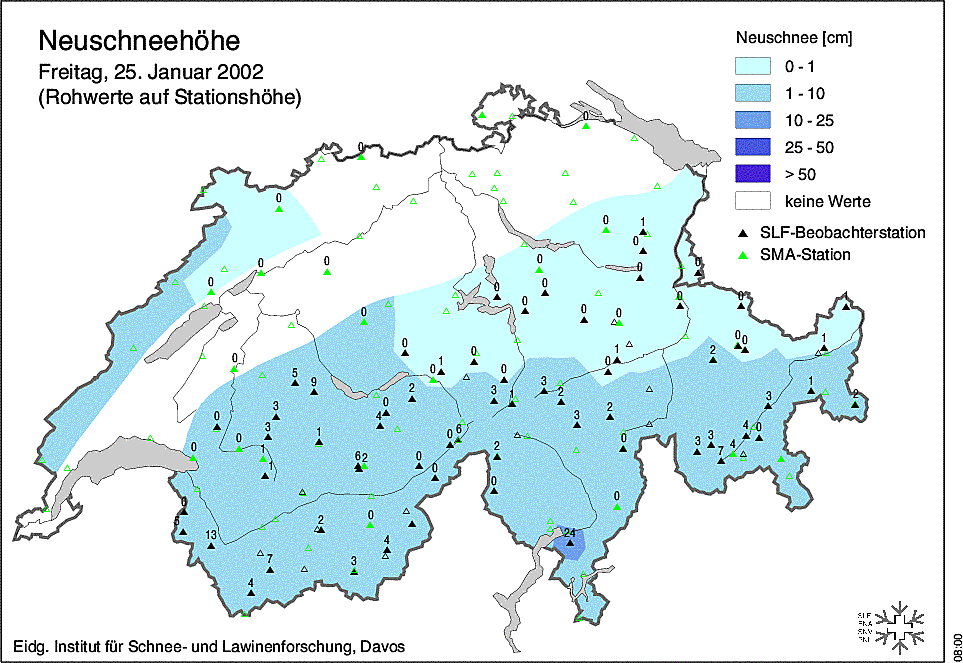 Neuschneehöhe
Freitag, 25. Januar 2002
(Rohwerte auf Stationshöhe)
Neuschnee [cm]
0 - 1
1 - 10
10 - 25
25 - 50
> 50
keine Werte
SLF-Beobachterstation
SMA-Station
0
0
0
0 1
0
0 0 0 0
0 0 0
0 0 0 0
0 0 0 0
0 0 0
0 1 0 1 2 1
0 0 0 0
5 9 2 3 3 2 1 2
3 0 1 2 3
0 3 4 2 4 0
0 0 1 0 6 0 3 3
1 6 2 0 2 7 4
1 0
0 0
6 0
5 2 0
13 24
7 4
4 3
Eidg. Institut für Schnee- und Lawinenforschung, Davos
SLF
08:00